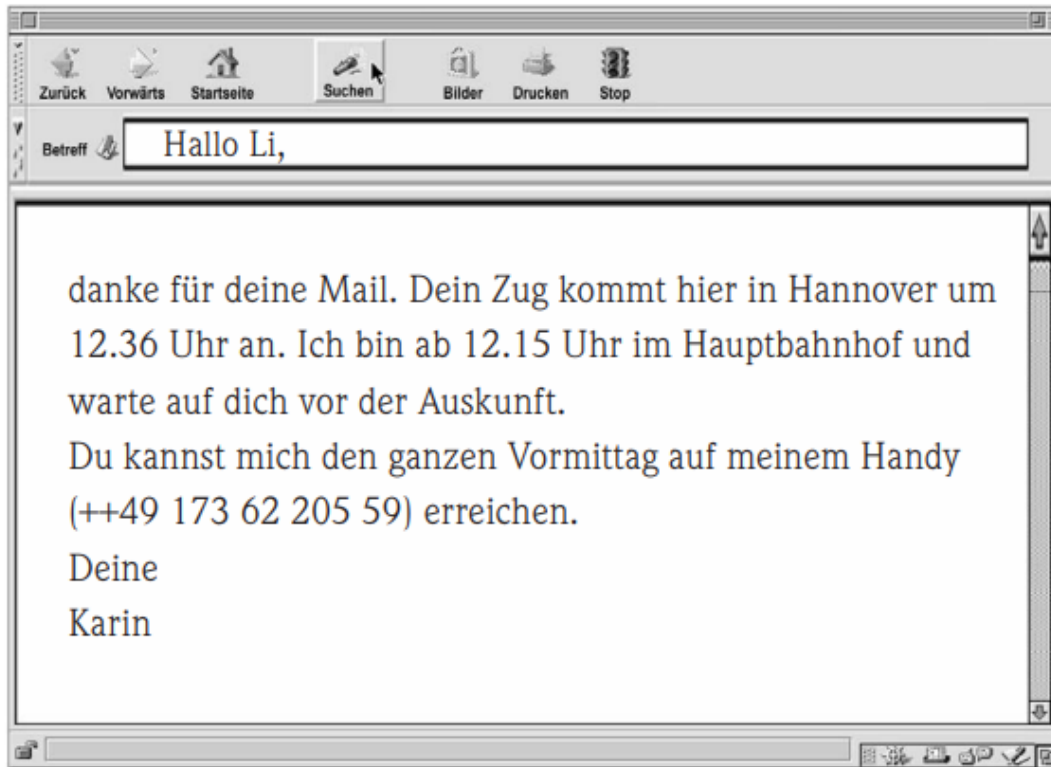 Zurück Vorwärts Startseite Suchen Bilder Drucken Stop
Betreff Hallo Li,
danke für deine Mail. Dein Zug kommt hier in Hannover um
12.36 Uhr an. Ich bin ab 12.15 Uhr im Hauptbahnhof und
warte auf dich vor der Auskunft.
Du kannst mich den ganzen Vormittag auf meinem Handy
(++49 173 62 205 59) erreichen.
Deine
Karin